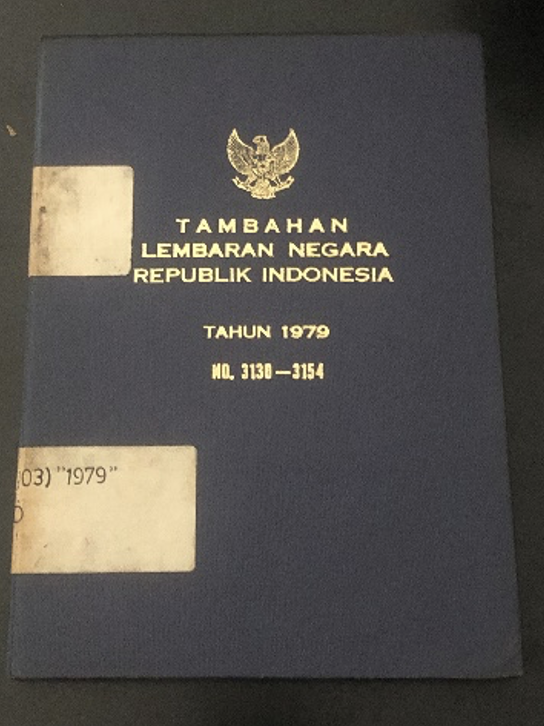 TAMBAHAN
LEMBARAN NEGARA
REPUBLIK INDONESIA
TAHUN 1979
NO. 3130—3154
03) "1979"